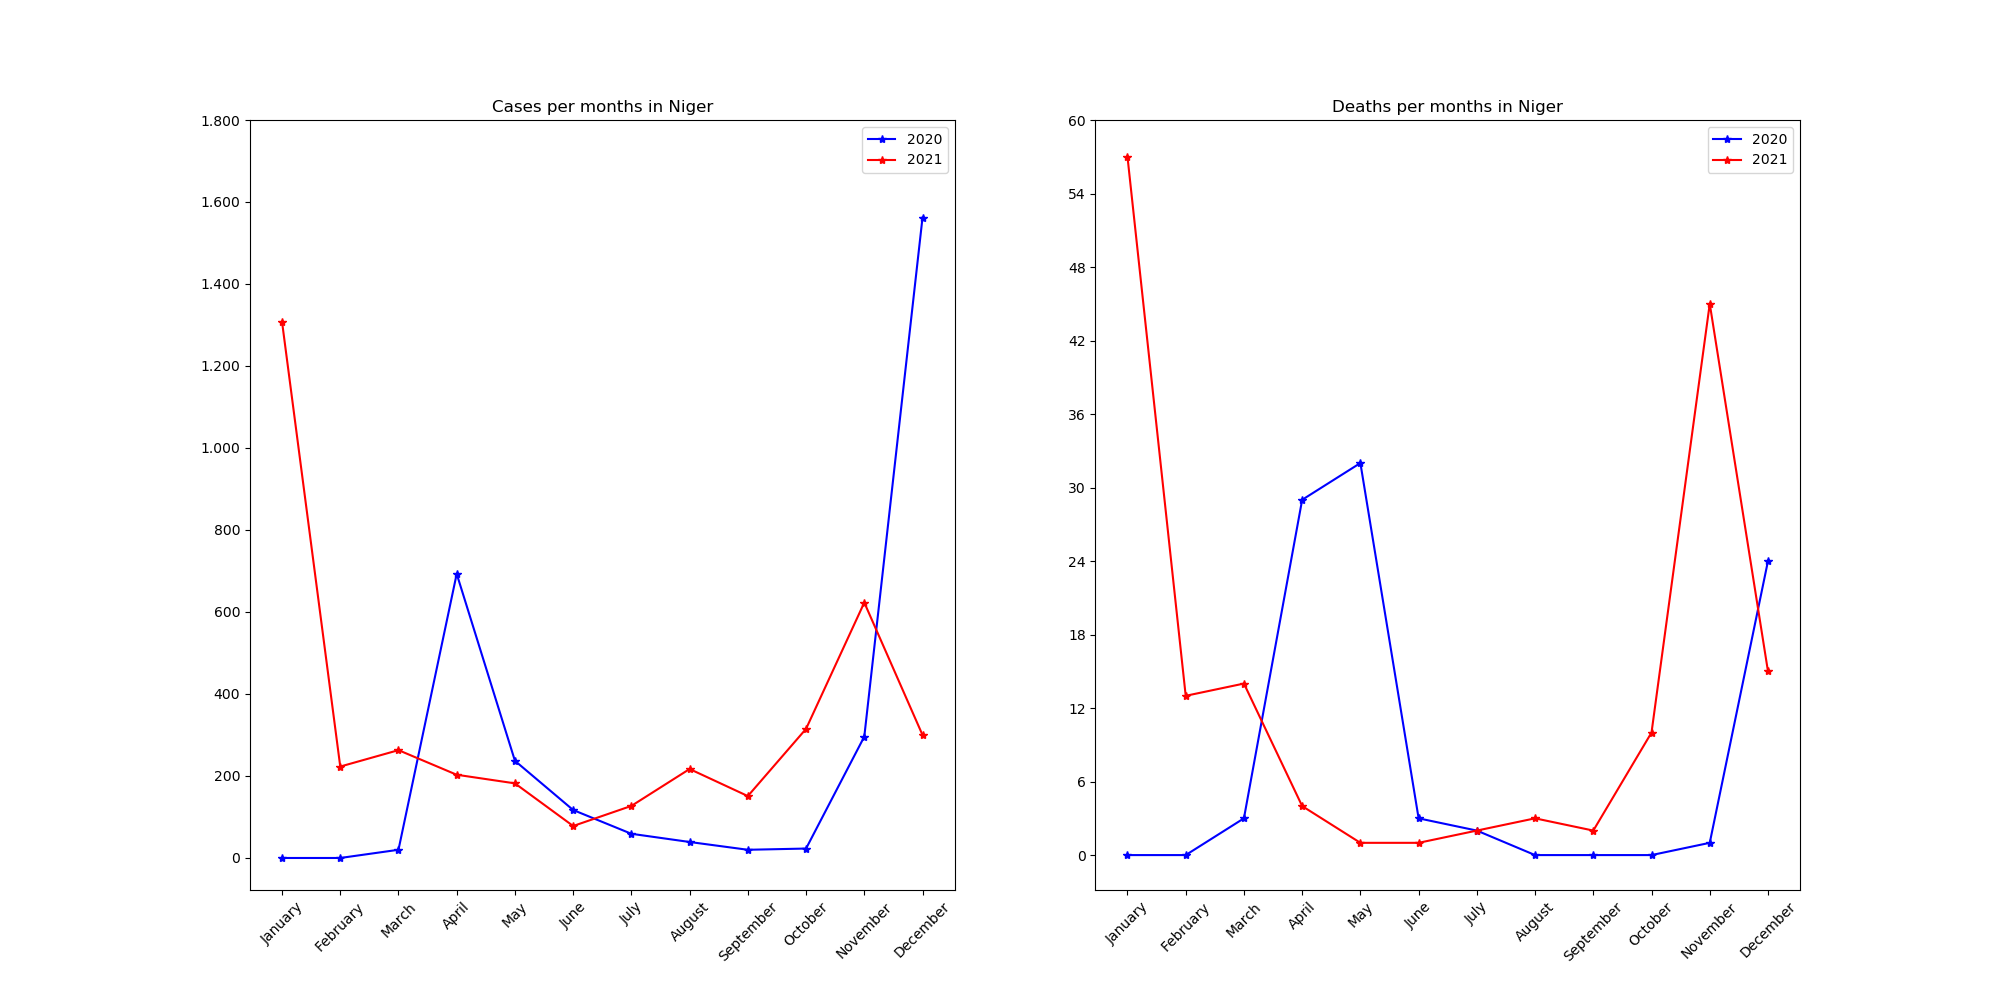 Cases per months in Niger
1.800
1.600
1.400
1.200
1.000
800
600
400
200
0
January
February
March
April
May
June
July
August
September
October
November
December
2020
2021
Deaths per months in Niger
60
54
48
42
36
30
24
18
12
6
0
January
February
March
April
May
June
July
August
September
October
November
December
2020
2021